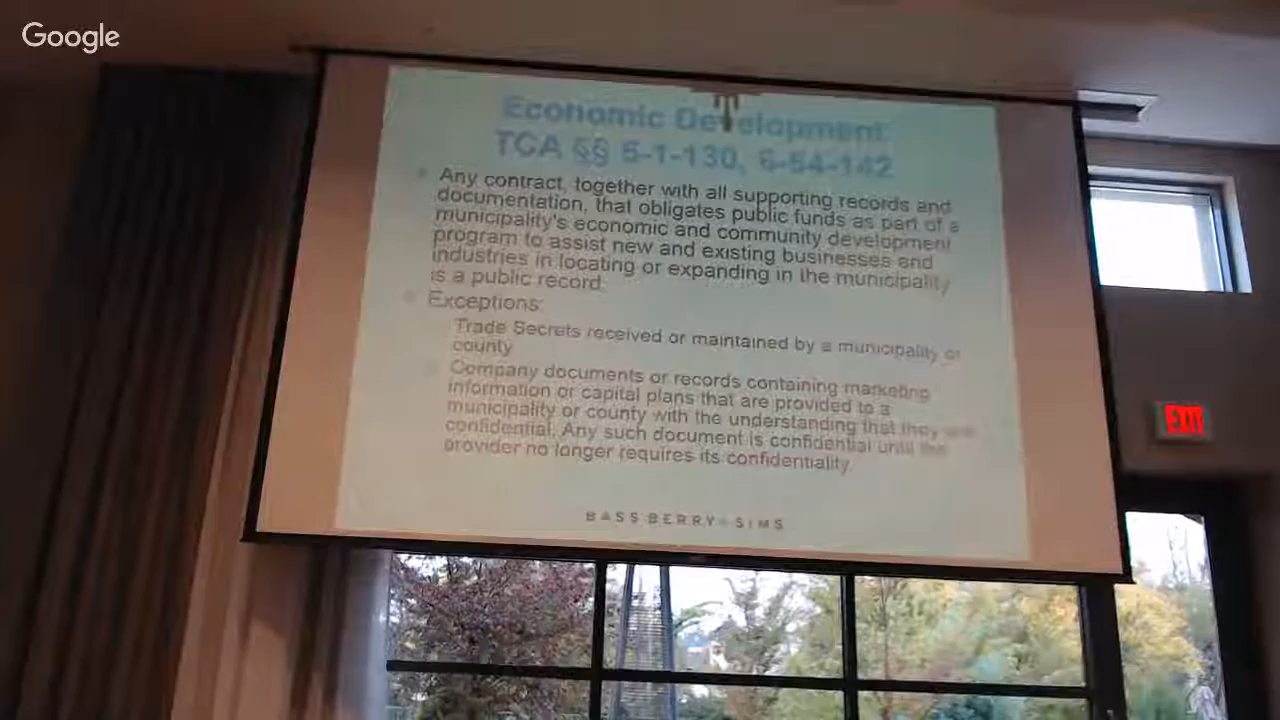 Google
Economic Development:
TCA §§ 5-1-130, 6-54-142
Any contract, together with all supporting records and
documentation, that obligates public funds as part of a
municipality's economic and community development
program to assist new and existing businesses and
industries in locating or expanding in the municipality
is a public record.
Exceptions:
Trade Secrets received or maintained by a municipality or
county
Company documents or records containing marketing
information or capital plans that are provided to a
municipality or county with the understanding that they are
confidential. Any such document is confidential until the
provider no longer requires its confidentiality.
BASS BERRY + SIMS
EXIT